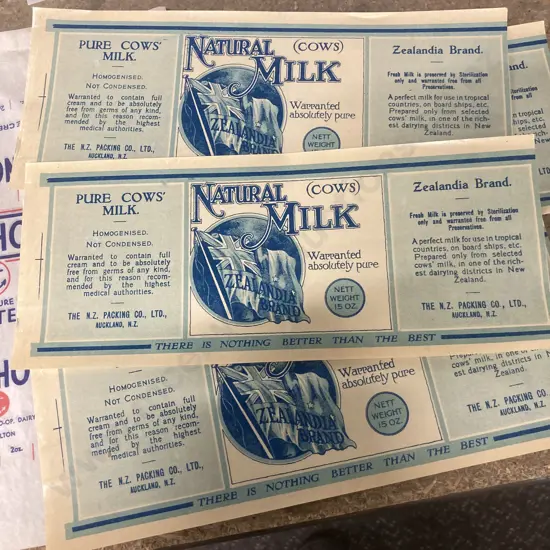 PURE COWS'
MILK.
HOMOGENISED.
NOT CONDENSED.
Warranted to contain full
cream and to be absolutely
free from germs of any kind,
and for this reason recom-
mended by the highest
medical authorities.
THE N.Z. PACKING CO., LTD.,
AUCKLAND, N.Z.
NATURAL
(COWS)
MILK
Warranted
absolutely pure
ZEALANDIA
BRAND
NETT
WEIGHT
Zealandia Brand.
Fresh Milk is preserved by Sterilization
only and warranted free from all
Preservatives.
A perfect milk for use in tropical
countries, on board ships, etc.
Prepared only from selected
cows' milk, in one of the rich-
est dairying districts in New
Zealand.
THE N.Z. PACKING CO., LTD.,
AUCKLAND, N.Z.
PURE COWS'
MILK.
HOMOGENISED.
NOT CONDENSED.
Warranted to contain full
cream and to be absolutely
free from germs of any kind,
and for this reason recom-
mended by the highest
medical authorities.
THE N.Z. PACKING CO., LTD.,
AUCKLAND, N.Z.
NATURAL
(COWS)
MILK
Warranted
absolutely pure
ZEALANDIA
BRAND
NETT
WEIGHT
15 OZ.
Zealandia Brand.
Fresh Milk is preserved by Sterilization
only and warranted free from all
Preservatives.
A perfect milk for use in tropical
countries, on board ships, etc.
Prepared only from selected
cows' milk, in one of the rich-
est dairying districts in New
Zealand.
THE N.Z. PACKING CO., LTD.,
AUCKLAND, N.Z.
THERE IS NOTHING BETTER THAN THE BEST
HOMOGENISED.
NOT CONDENSED.
Warranted to contain full
cream and to be absolutely
free from germs of any kind,
and for this reason recom-
mended by the highest
medical authorities.
THE N.Z. PACKING CO., LTD.,
AUCKLAND, N.Z.
Warranted
absolutely pure
ZEALANDIA
BRAND
NETT
WEIGHT
15 OZ.
cows' milk, in one of the
est dairying districts in New
Zealand.
THE N.Z. PACKING CO., LTD.,
AUCKLAND, N.Z.
THERE IS NOTHING BETTER THAN THE BEST